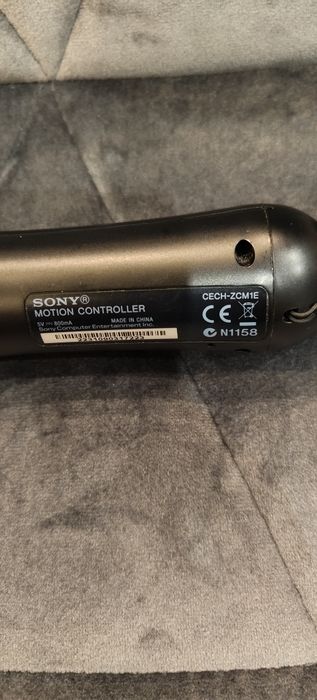 SONY®
MOTION CONTROLLER
5V ⎓ 800mA MADE IN CHINA
Sony Computer Entertainment Inc.
CECH-ZCM1E
CE
N1158